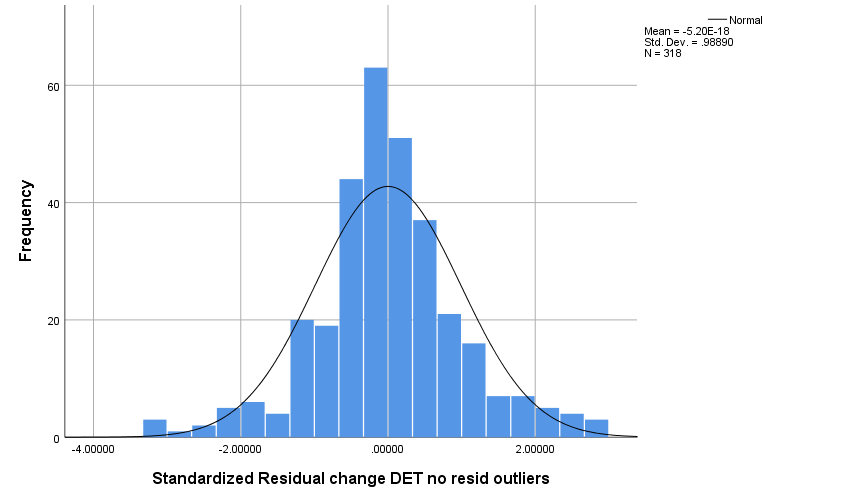 Normal
Mean = -5.20E-18
Std. Dev. = .98890
N = 318
60
40
20
0
-4.00000 -2.00000 .00000 2.00000
Frequency
Standardized Residual change DET no resid outliers